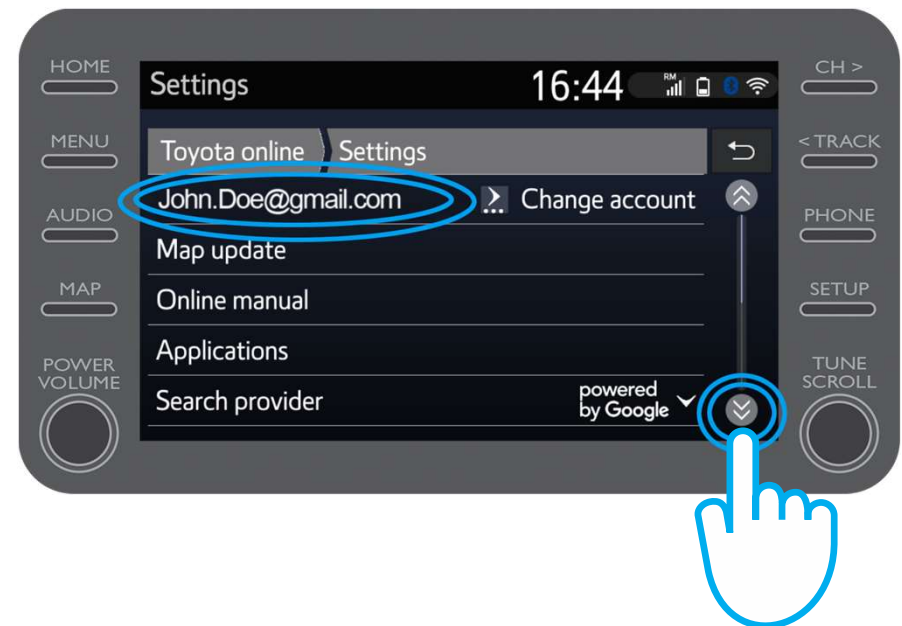 HOME
CH >
Settings 16:44 RM
MENU
< TRACK
Toyota online Settings
John.Doe@gmail.com Change account
AUDIO
PHONE
Map update
MAP
Online manual
SETUP
Applications
POWER
VOLUME
TUNE
SCROLL
Search provider powered
by Google